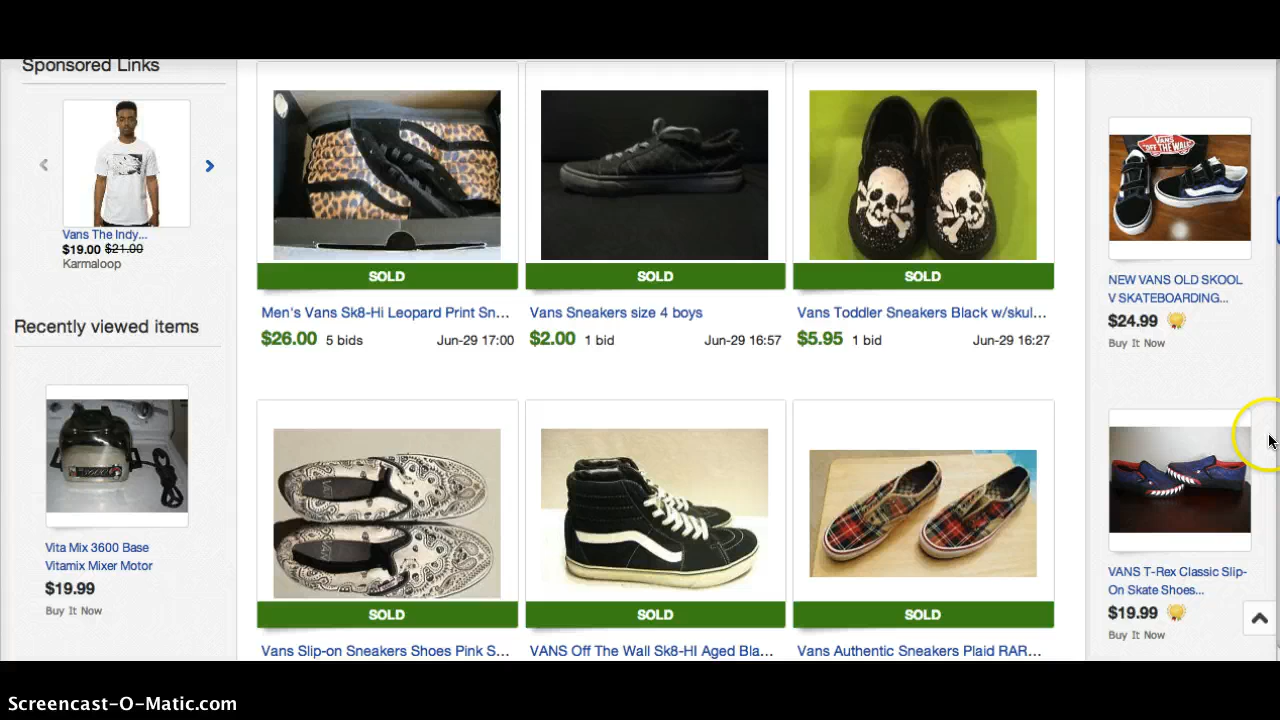 Sponsored Links
Vans The Indy...
$19.00 $21.00
Karmaloop
Recently viewed items
Vita Mix 3600 Base
Vitamix Mixer Motor
$19.99
Buy It Now
SOLD
Men's Vans Sk8-Hi Leopard Print Sn...
$26.00 5 bids Jun-29 17:00
SOLD
Vans Sneakers size 4 boys
$2.00 1 bid Jun-29 16:57
SOLD
Vans Toddler Sneakers Black w/skul...
$5.95 1 bid Jun-29 16:27
SOLD
Vans Slip-on Sneakers Shoes Pink S...
SOLD
VANS Off The Wall Sk8-HI Aged Bla...
SOLD
Vans Authentic Sneakers Plaid RAR...
VANS
"OFF THE WALL"
NEW VANS OLD SKOOL
V SKATEBOARDING...
$24.99
Buy It Now
VANS T-Rex Classic Slip-
On Skate Shoes...
$19.99
Buy It Now
Screencast-O-Matic.com